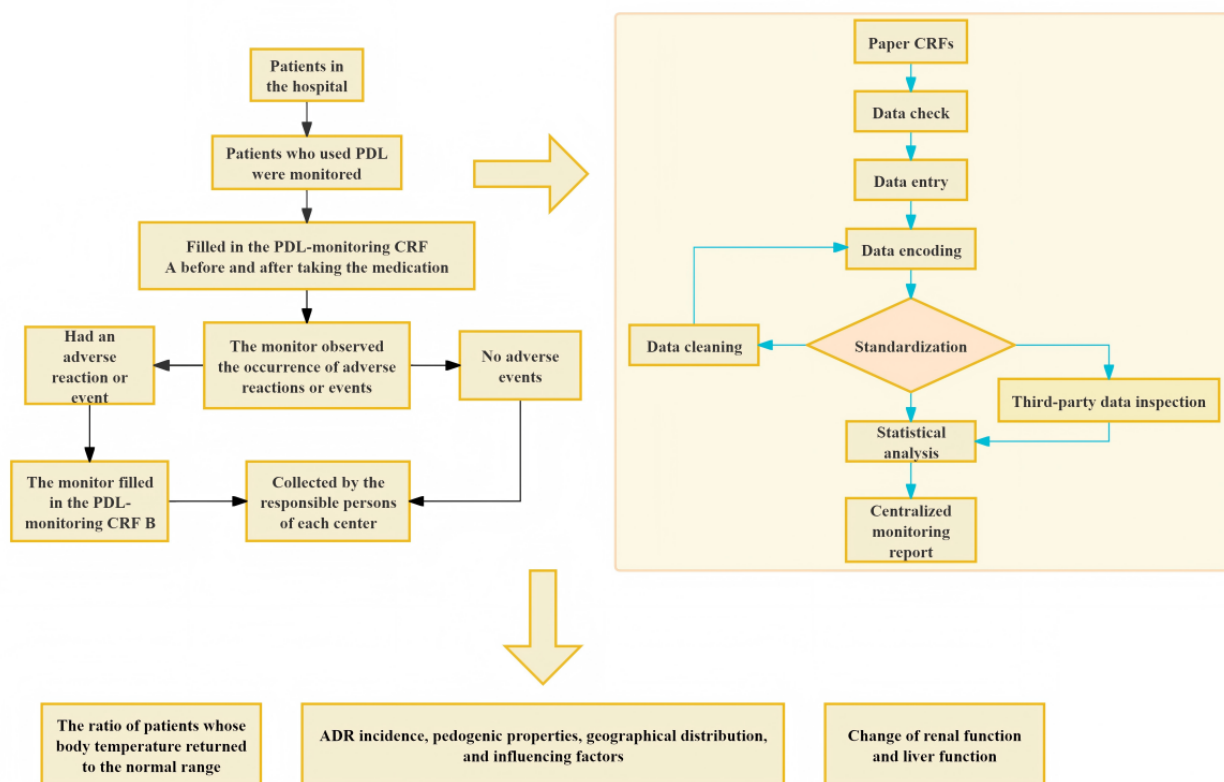 Patients in
the hospital
Patients who used PDL
were monitored
Filled in the PDL-monitoring CRF
A before and after taking the medication
Had an
adverse
reaction or
event
The monitor observed
the occurrence of adverse
reactions or events
No adverse
events
The monitor filled
in the PDL-
monitoring CRF B
Collected by the
responsible persons
of each center
Paper CRFs
Data check
Data entry
Data encoding
Data cleaning
Standardization
Third-party data inspection
Statistical
analysis
Centralized
monitoring
report
The ratio of patients whose
body temperature returned
to the normal range
ADR incidence, pedogenic properties, geographical distribution,
and influencing factors
Change of renal function
and liver function